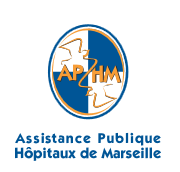 AP HM
Assistance Publique
Hôpitaux de Marseille